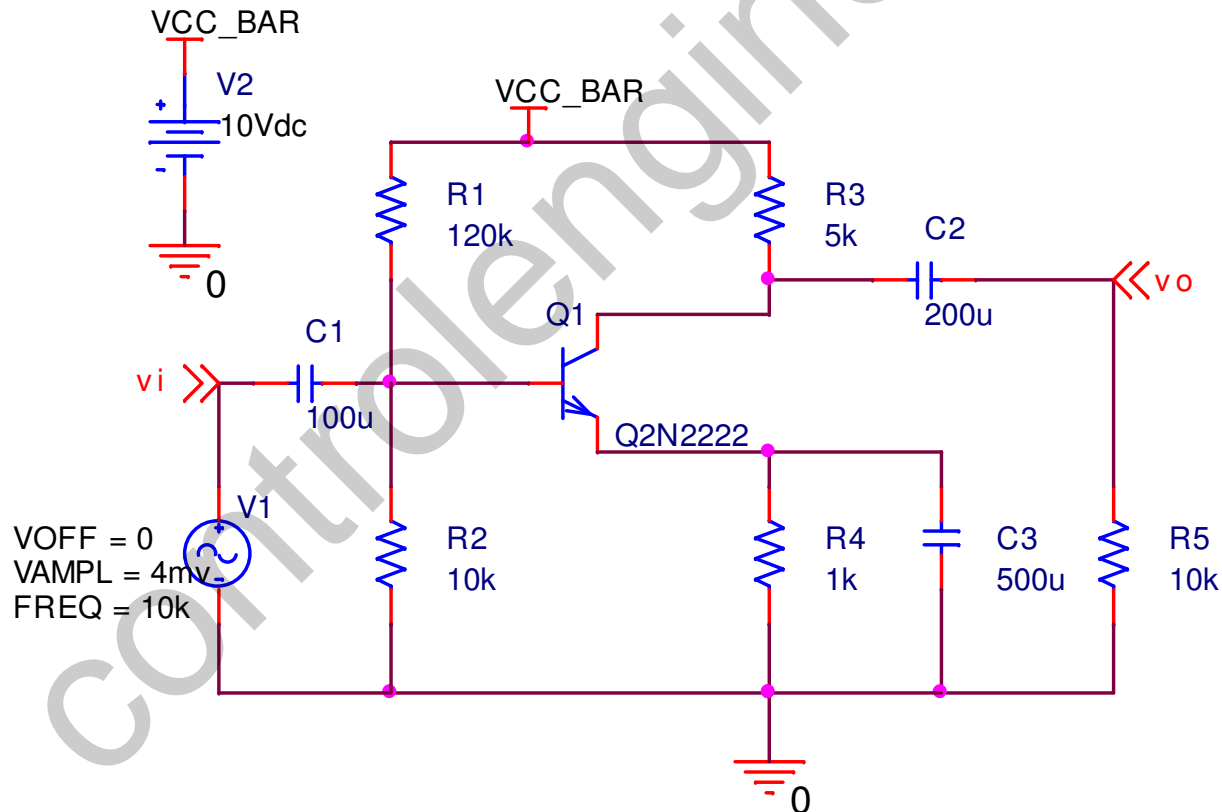 VCC_BAR
V2
10Vdc
+
-
0
VCC_BAR
R1
120k
R3
5k
C2
200u
vo
Q1
Q2N2222
C1
100u
vi
V1
+
-
VOFF = 0
VAMPL = 4mv
FREQ = 10k
R2
10k
R4
1k
C3
500u
R5
10k
0
controlengin